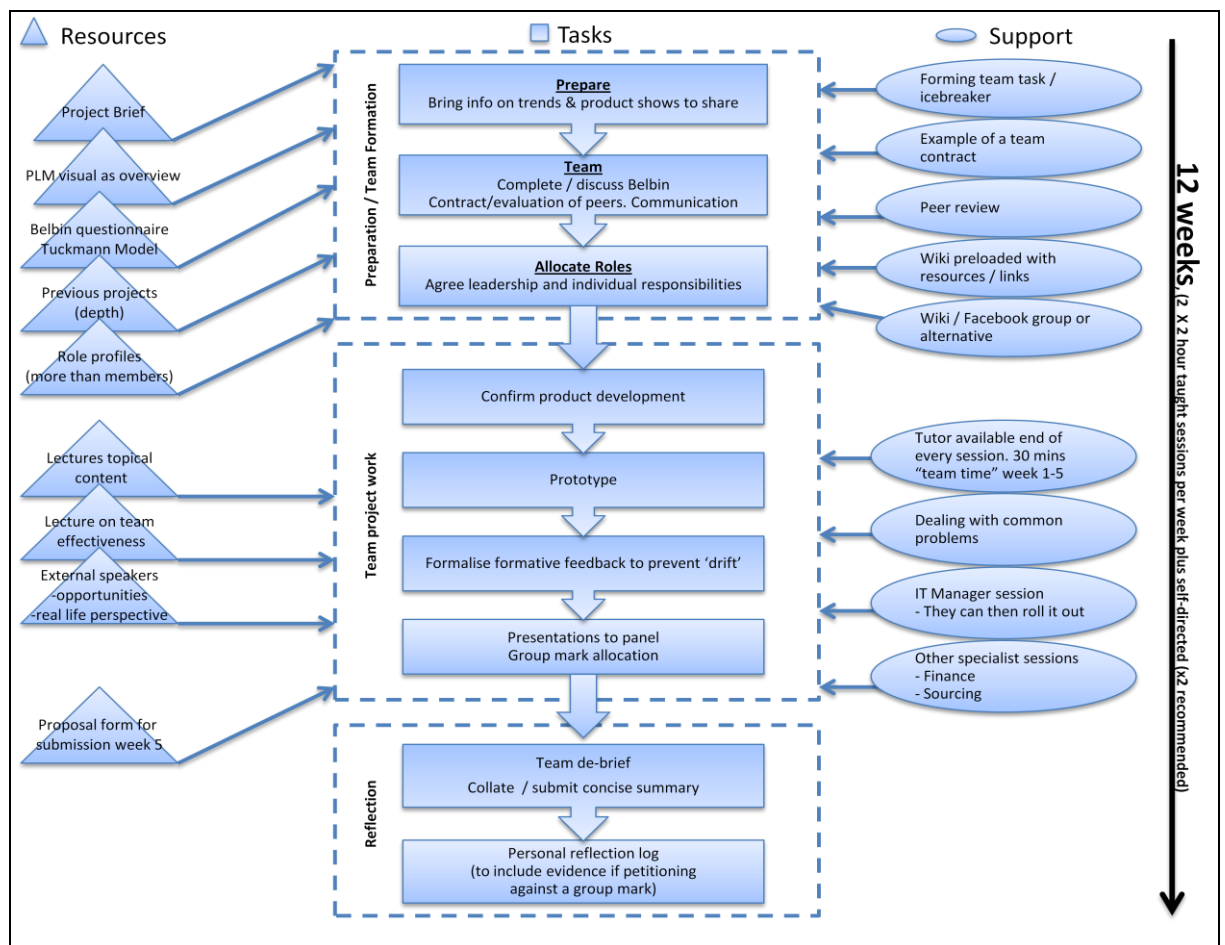 Resources
Tasks
Support
Project Brief
PLM visual as overview
Belbin questionnaire
Tuckmann Model
Previous projects
(depth)
Role profiles
(more than members)
Lectures topical
content
Lecture on team
effectiveness
External speakers
-opportunities
-real life perspective
Proposal form for
submission week 5
Preparation / Team Formation
Prepare
Bring info on trends & product shows to share
Team
Complete / discuss Belbin
Contract/evaluation of peers. Communication
Allocate Roles
Agree leadership and individual responsibilities
Team project work
Confirm product development
Prototype
Formalise formative feedback to prevent ‘drift’
Presentations to panel
Group mark allocation
Reflection
Team de-brief
Collate / submit concise summary
Personal reflection log
(to include evidence if petitioning
against a group mark)
Forming team task /
icebreaker
Example of a team
contract
Peer review
Wiki preloaded with
resources / links
Wiki / Facebook group or
alternative
Tutor available end of
every session. 30 mins
“team time” week 1-5
Dealing with common
problems
IT Manager session
- They can then roll it out
Other specialist sessions
- Finance
- Sourcing
12 weeks, (2 X 2 hour taught sessions per week plus self-directed (x2 recommended)